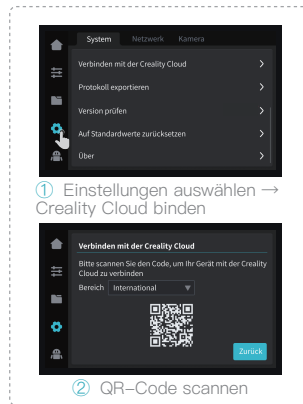 System Netzwerk Kamera
Verbinden mit der Creality Cloud
Protokoll exportieren
Version prüfen
Auf Standardwerte zurücksetzen
Über
① Einstellungen auswählen →
Creality Cloud binden
Verbinden mit der Creality Cloud
Bitte scannen Sie den Code, um Ihr Gerät mit der Creality
Cloud zu verbinden
Bereich International
Zurück
② QR-Code scannen